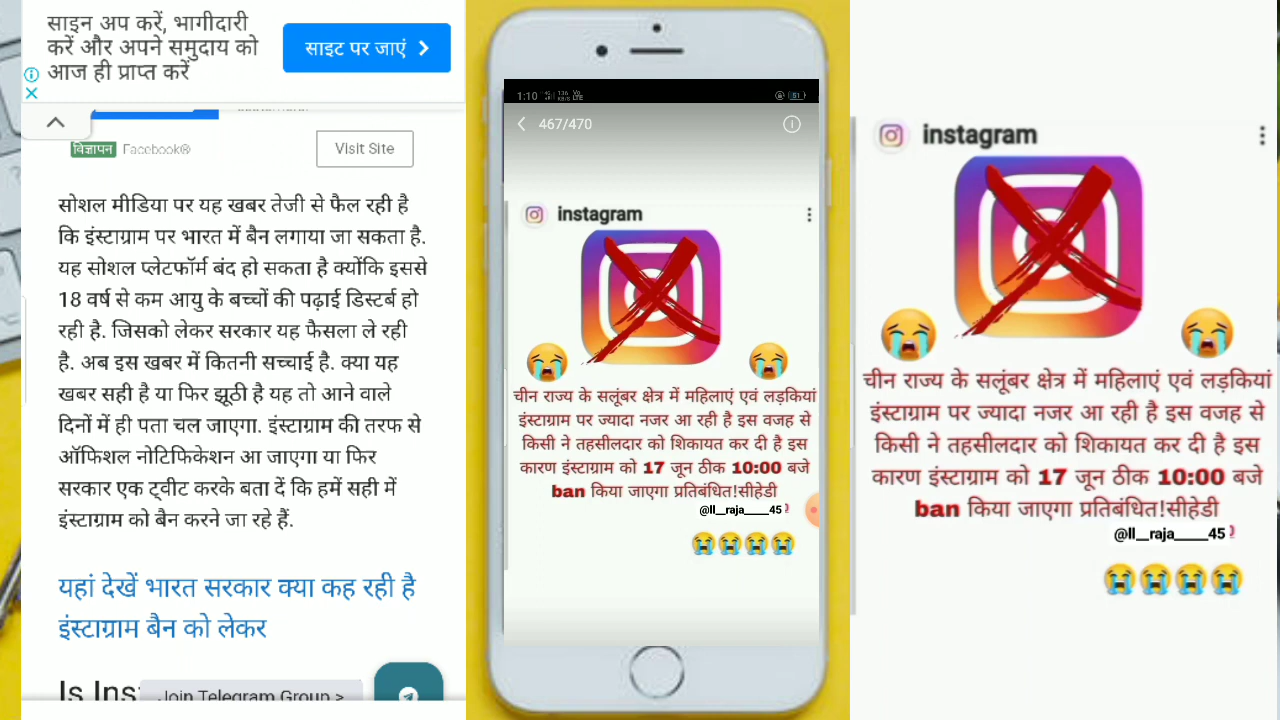 साइन अप करें, भागीदारी
करें और अपने समुदाय को
आज ही प्राप्त करें
साइट पर जाएं
विज्ञापन Facebook®
Visit Site
सोशल मीडिया पर यह खबर तेजी से फैल रही है
कि इंस्टाग्राम पर भारत में बैन लगाया जा सकता है.
यह सोशल प्लेटफॉर्म बंद हो सकता है क्योंकि इससे
18 वर्ष से कम आयु के बच्चों की पढ़ाई डिस्टर्ब हो
रही है. जिसको लेकर सरकार यह फैसला ले रही
है. अब इस खबर में कितनी सच्चाई है. क्या यह
खबर सही है या फिर झूठी है यह तो आने वाले
दिनों में ही पता चल जाएगा. इंस्टाग्राम की तरफ से
ऑफिशल नोटिफिकेशन आ जाएगा या फिर
सरकार एक ट्वीट करके बता दें कि हमें सही में
इंस्टाग्राम को बैन करने जा रहे हैं.
यहां देखें भारत सरकार क्या कह रही है
इंस्टाग्राम बैन को लेकर
Is Ins
Join Telegram Group >
1:10
51
467/470
instagram
चीन राज्य के सलूंबर क्षेत्र में महिलाएं एवं लड़कियां
इंस्टाग्राम पर ज्यादा नजर आ रही है इस वजह से
किसी ने तहसीलदार को शिकायत कर दी है इस
कारण इंस्टाग्राम को 17 जून ठीक 10:00 बजे
ban किया जाएगा प्रतिबंधित!सीहेडी
@ll__raja____45
instagram
चीन राज्य के सलूंबर क्षेत्र में महिलाएं एवं लड़कियां
इंस्टाग्राम पर ज्यादा नजर आ रही है इस वजह से
किसी ने तहसीलदार को शिकायत कर दी है इस
कारण इंस्टाग्राम को 17 जून ठीक 10:00 बजे
ban किया जाएगा प्रतिबंधित!सीहेडी
@ll__raja____45